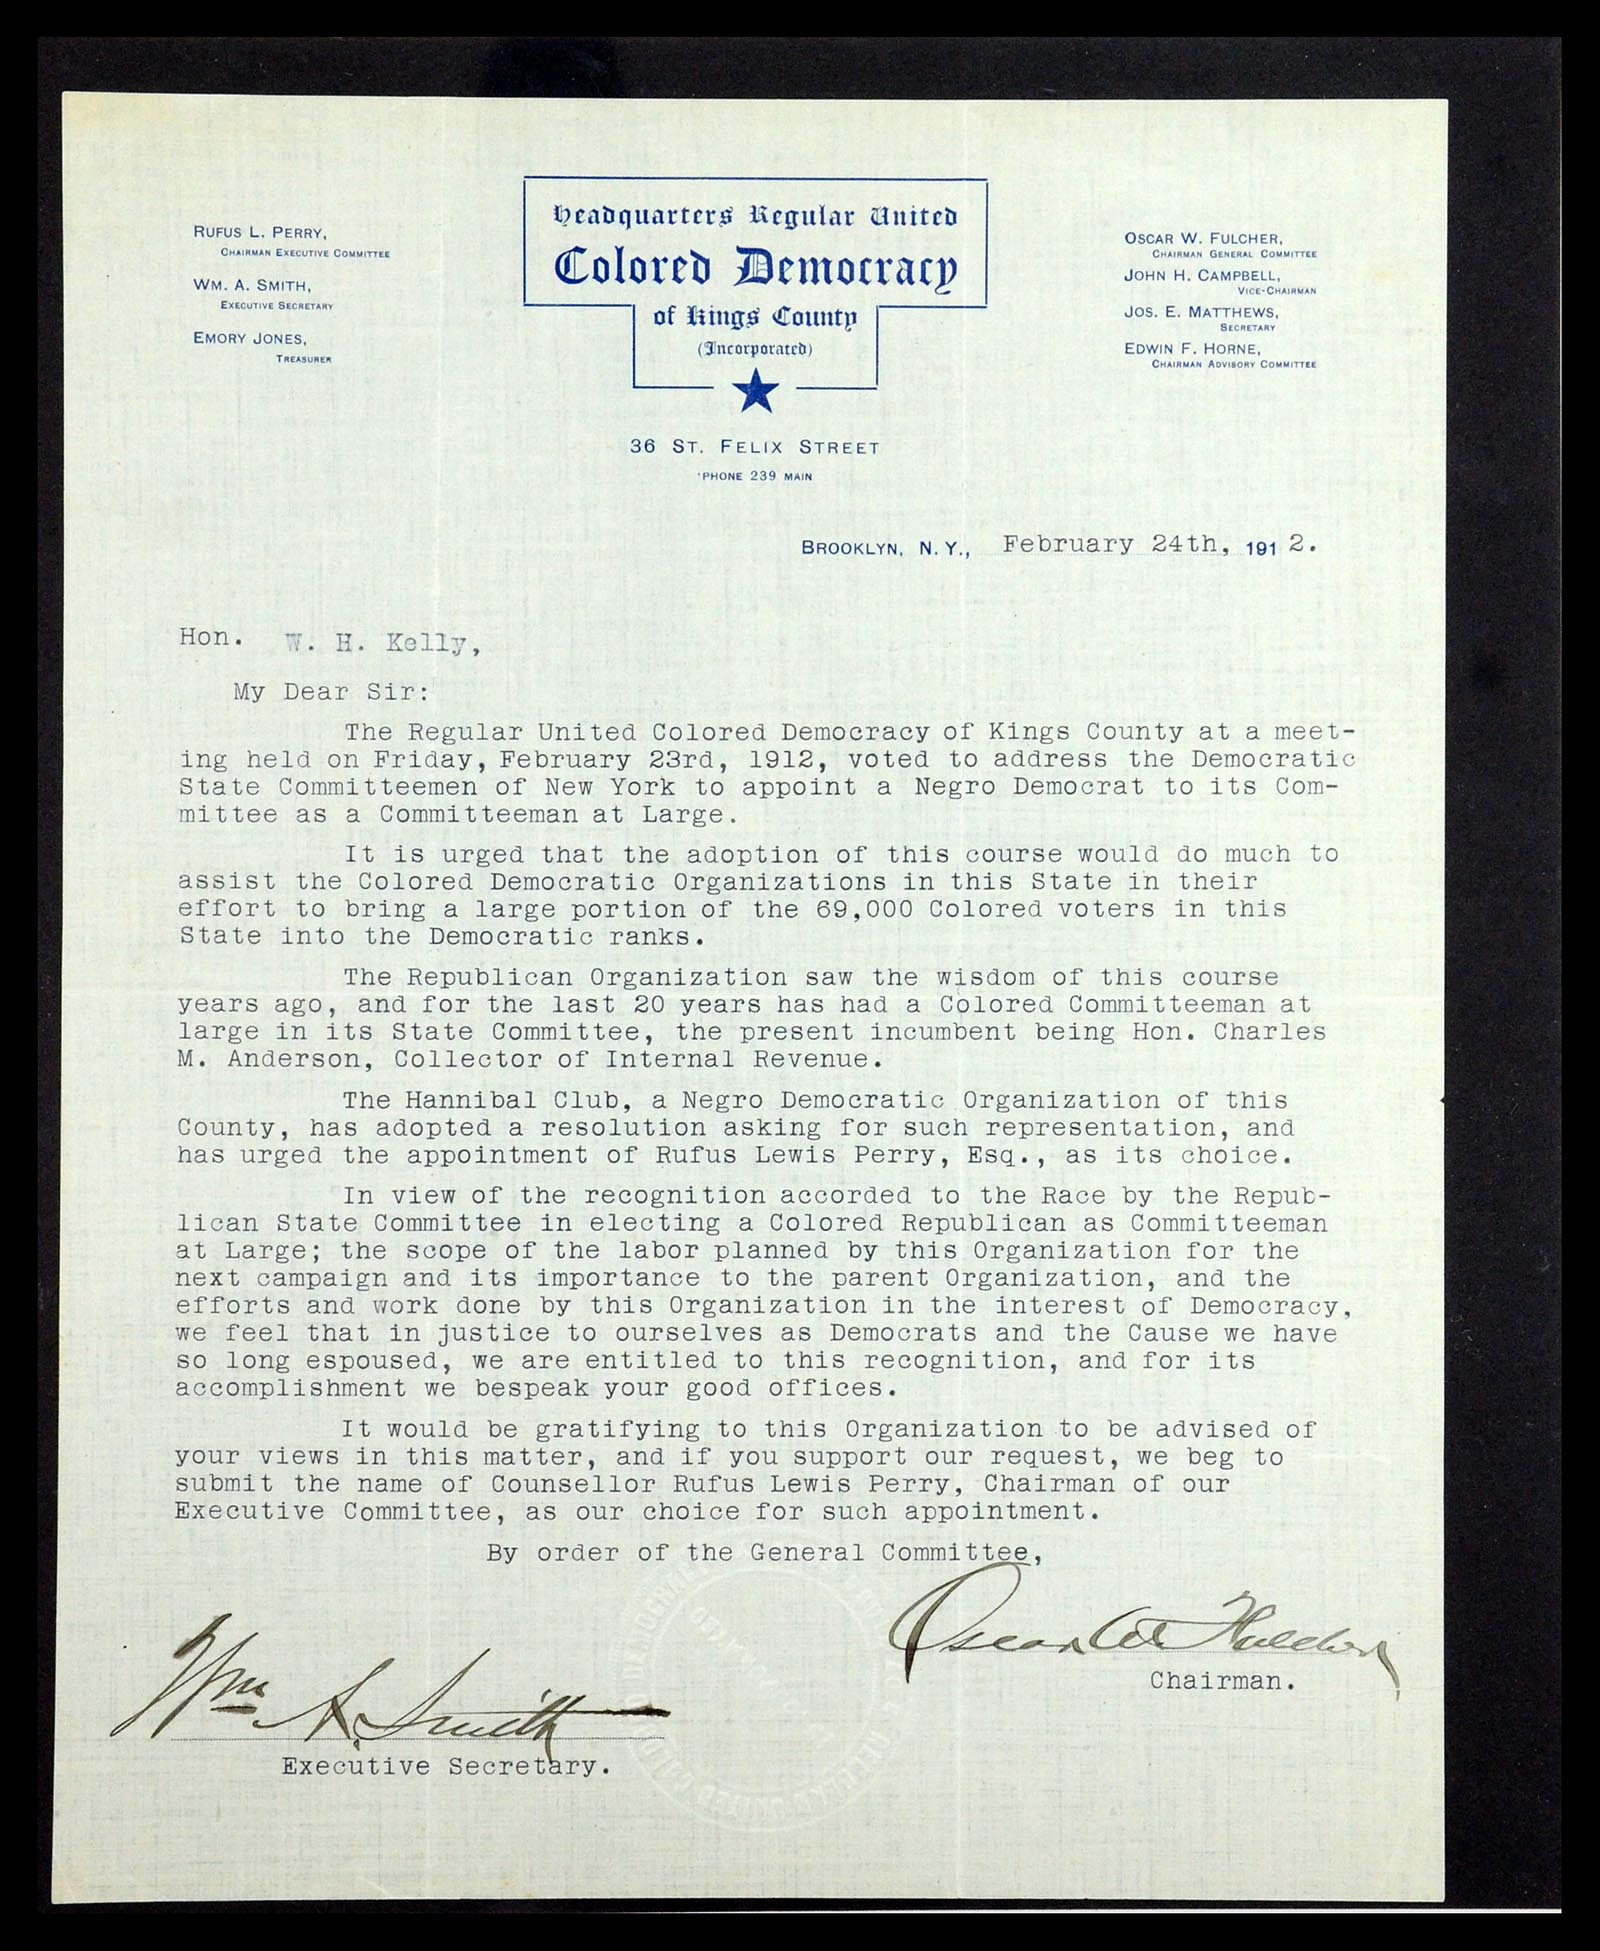 Headquarters Regular United
Colored Democracy
of Kings County
(Incorporated)
RUFUS L. PERRY,
CHAIRMAN EXECUTIVE COMMITTEE
WM. A. SMITH,
EXECUTIVE SECRETARY
EMORY JONES,
TREASURER
OSCAR W. FULCHER,
CHAIRMAN GENERAL COMMITTEE
JOHN H. CAMPBELL,
VICE-CHAIRMAN
JOS. E. MATTHEWS,
SECRETARY
EDWIN F. HORNE,
CHAIRMAN ADVISORY COMMITTEE
36 ST. FELIX STREET
'PHONE 239 MAIN
BROOKLYN, N. Y., February 24th, 1912.
Hon. W. H. Kelly,
My Dear Sir:
The Regular United Colored Democracy of Kings County at a meet-
ing held on Friday, February 23rd, 1912, voted to address the Democratic
State Committeemen of New York to appoint a Negro Democrat to its Com-
mittee as a Committeeman at Large.
It is urged that the adoption of this course would do much to
assist the Colored Democratic Organizations in this State in their
effort to bring a large portion of the 69,000 Colored voters in this
State into the Democratic ranks.
The Republican Organization saw the wisdom of this course
years ago, and for the last 20 years has had a Colored Committeeman at
large in its State Committee, the present incumbent being Hon. Charles
M. Anderson, Collector of Internal Revenue.
The Hannibal Club, a Negro Democratic Organization of this
County, has adopted a resolution asking for such representation, and
has urged the appointment of Rufus Lewis Perry, Esq., as its choice.
In view of the recognition accorded to the Race by the Repub-
lican State Committee in electing a Colored Republican as Committeeman
at Large; the scope of the labor planned by this Organization for the
next campaign and its importance to the parent Organization, and the
efforts and work done by this Organization in the interest of Democracy,
we feel that in justice to ourselves as Democrats and the Cause we have
so long espoused, we are entitled to this recognition, and for its
accomplishment we bespeak your good offices.
It would be gratifying to this Organization to be advised of
your views in this matter, and if you support our request, we beg to
submit the name of Counsellor Rufus Lewis Perry, Chairman of our
Executive Committee, as our choice for such appointment.
By order of the General Committee,
Oscar W Fulcher
Chairman.
Wm A. Smith
Executive Secretary.